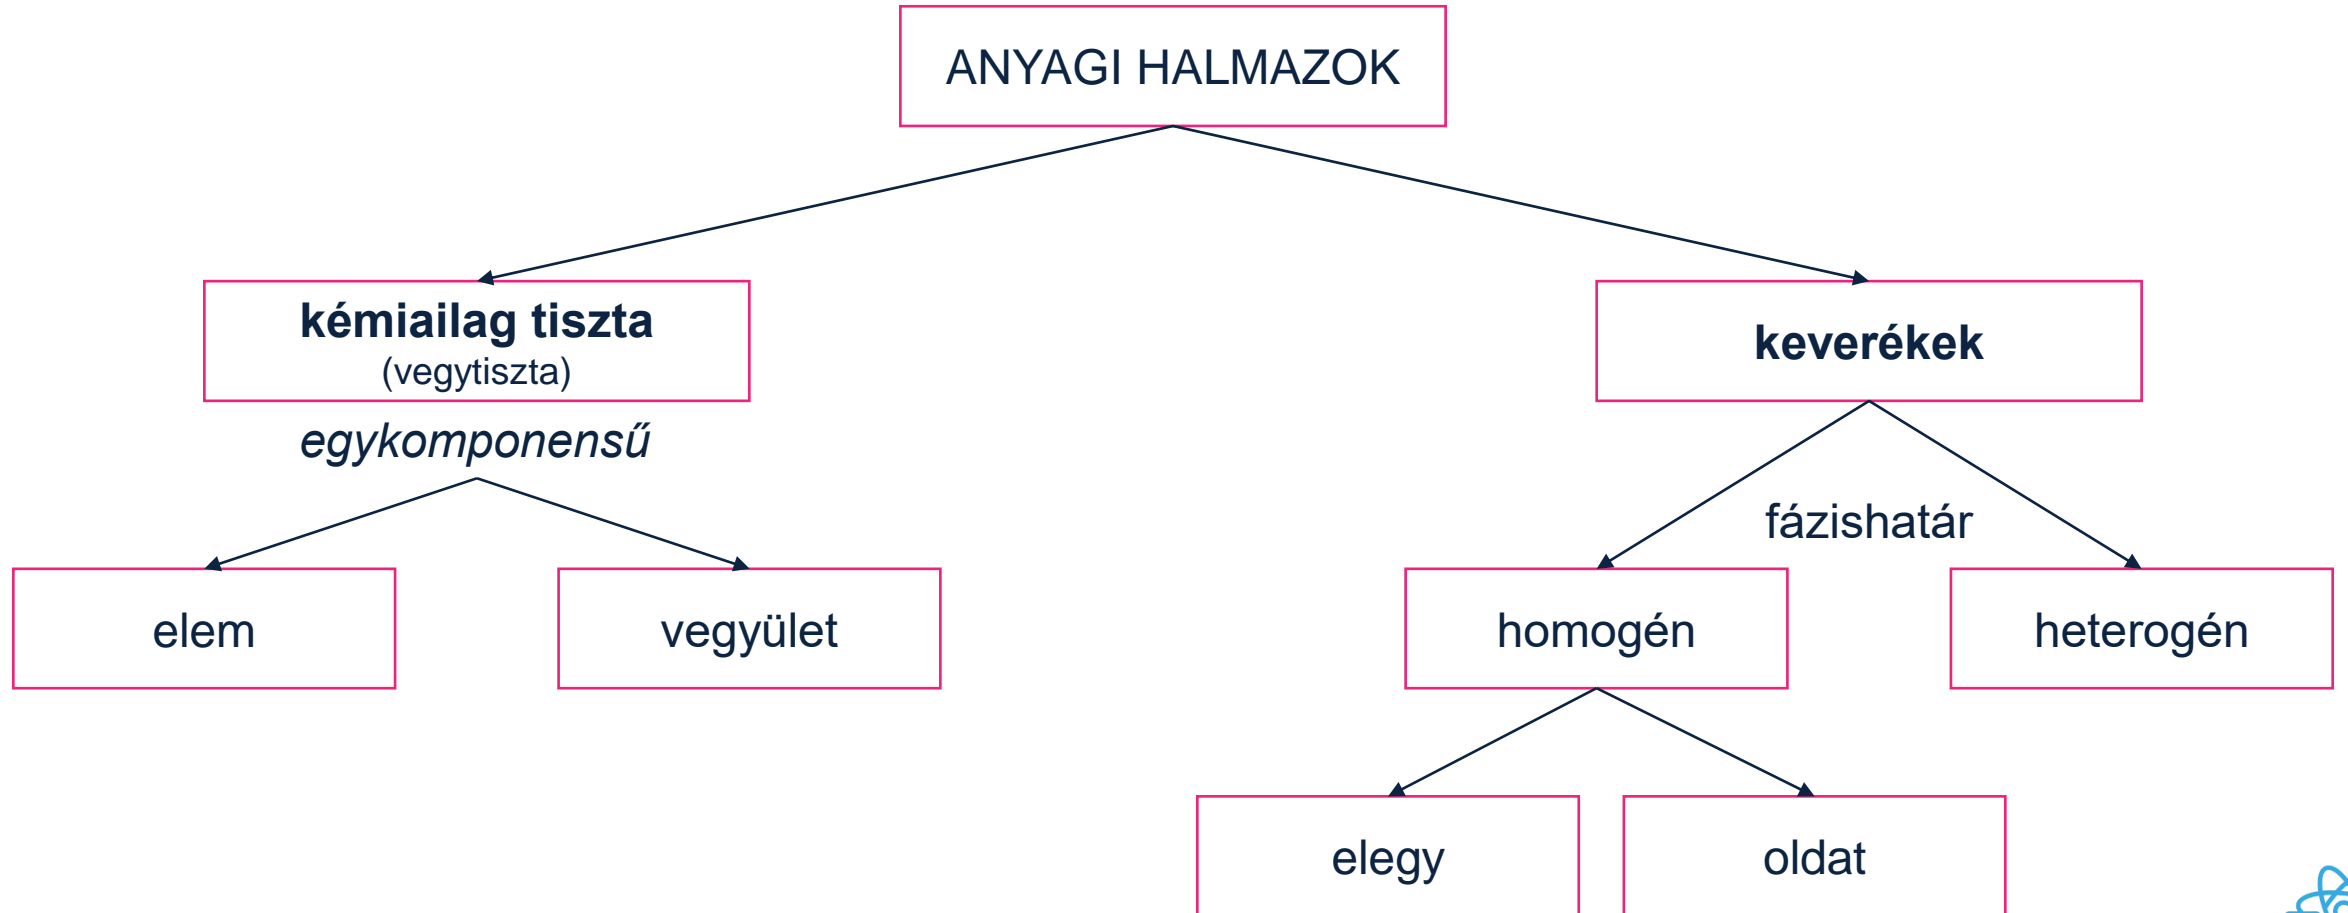 ANYAGI HALMAZOK
kémiailag tiszta
(vegytiszta)
keverékek
egykomponensű
fázishatár
elem
vegyület
homogén
heterogén
elegy
oldat